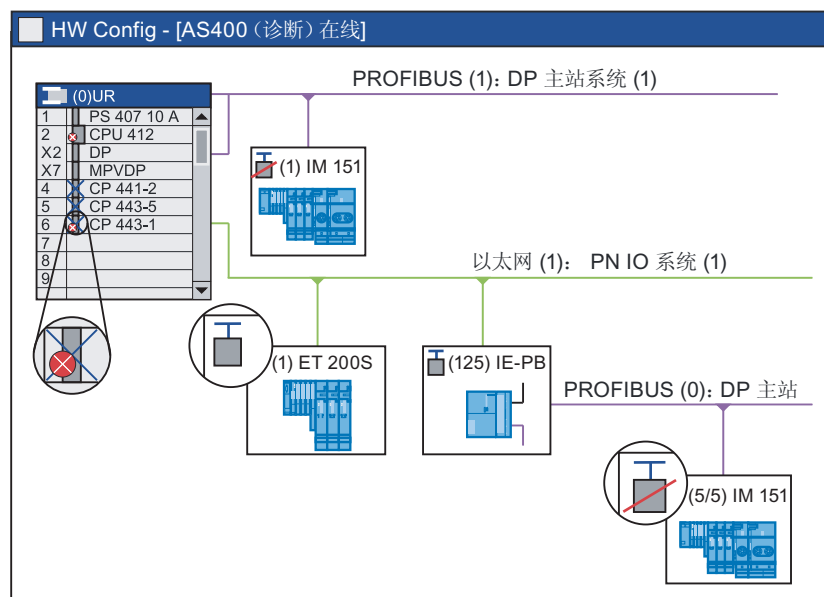 HW Config - [AS400（诊断）在线]
PROFIBUS (1): DP 主站系统 (1)
(0)UR
1 PS 407 10 A
2 CPU 412
X2 DP
X7 MPVDP
4 CP 441-2
5 CP 443-5
6 CP 443-1
7
8
9
(1) IM 151
以太网 (1)： PN IO 系统 (1)
(1) ET 200S
(125) IE-PB
PROFIBUS (0): DP 主站
(5/5) IM 151